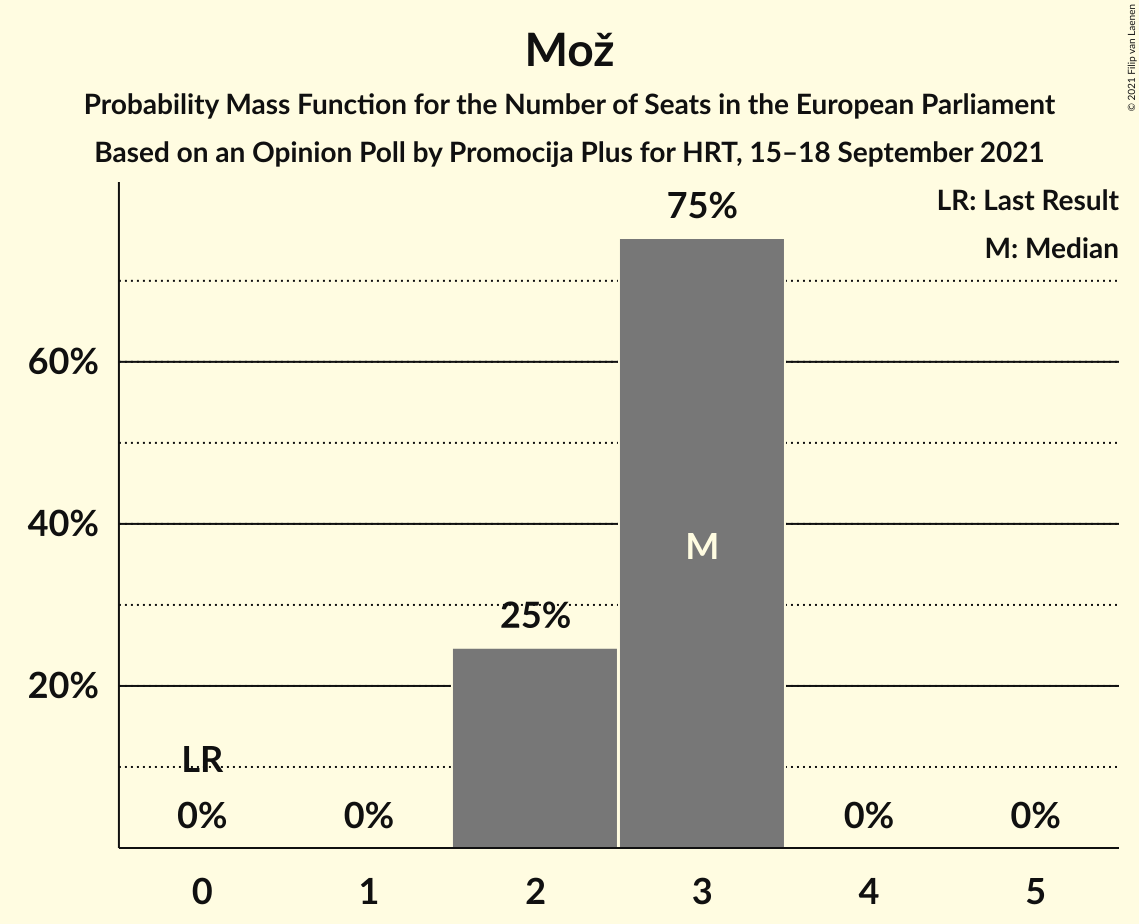 Mož
Probability Mass Function for the Number of Seats in the European Parliament
Based on an Opinion Poll by Promocija Plus for HRT, 15–18 September 2021
© 2021 Filip van Laenen
LR: Last Result
M: Median
75%
60%
40%
M
25%
20%
LR
0% 0% 0% 0%
0 1 2 3 4 5